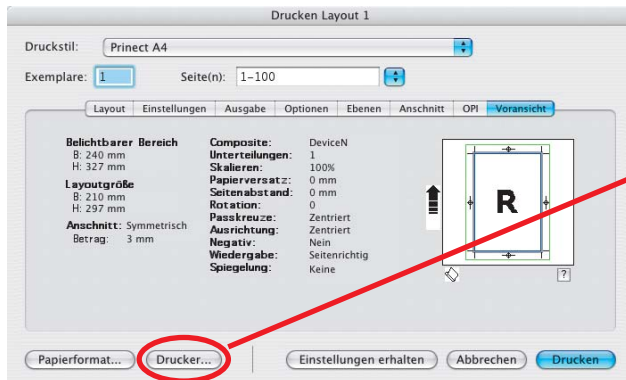 Drucken Layout 1
Druckstil: Prinect A4
Exemplare: 1 Seite(n): 1-100
Layout Einstellungen Ausgabe Optionen Ebenen Anschnitt OPI Voransicht
Belichtbarer Bereich
B: 240 mm
H: 327 mm
Layoutgröße
B: 210 mm
H: 297 mm
Anschnitt: Symmetrisch
Betrag: 3 mm
Composite: DeviceN
Unterteilungen: 1
Skalieren: 100%
Papierversatz: 0 mm
Seitenabstand: 0 mm
Rotation: 0
Passkreuze: Zentriert
Ausrichtung: Zentriert
Negativ: Nein
Wiedergabe: Seitenrichtig
Spiegelung: Keine
R
?
Papierformat... Drucker... Einstellungen erhalten Abbrechen Drucken